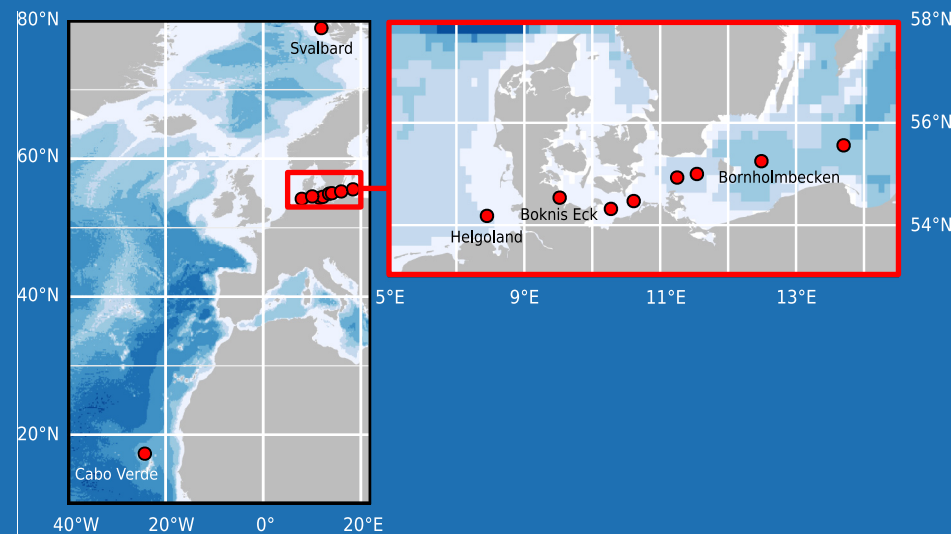 80°N
58°N
Svalbard
56°N
60°N
Bornholmbecken
Boknis Eck
54°N
Helgoland
40°N
5°E
9°E
11°E
13°E
20°N
Cabo Verde
40°W
20°W
0°
20°E